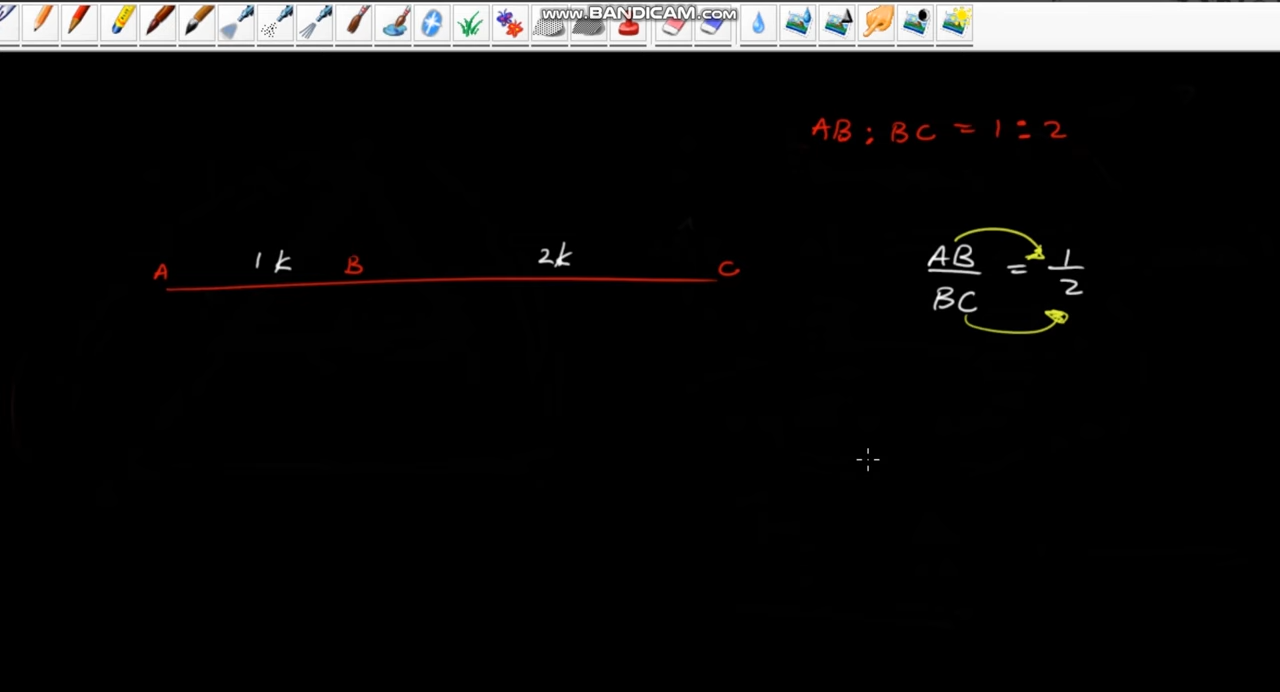 www.BANDICAM.com
AB : BC = 1 : 2
A 1k B 2k C
AB/BC = 1/2